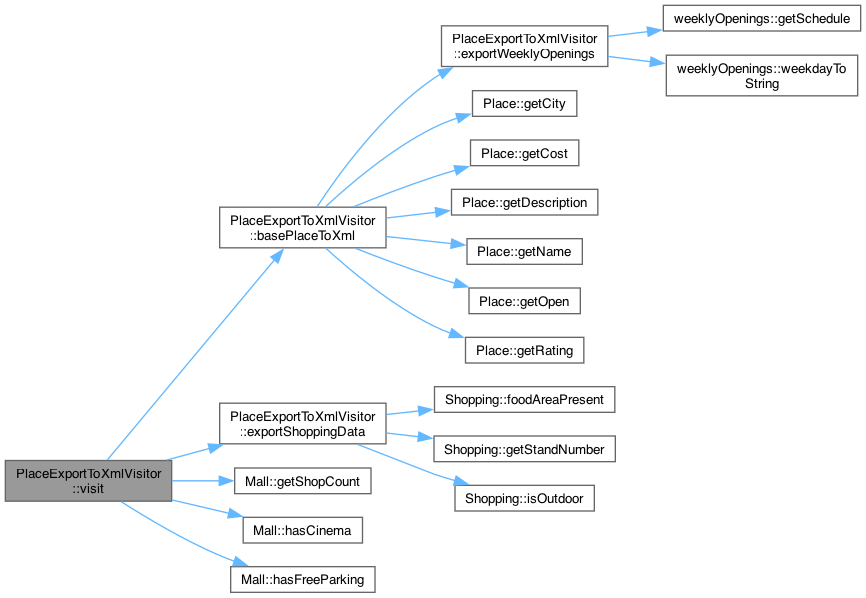 weeklyOpenings::getSchedule
PlaceExportToXmlVisitor
::exportWeeklyOpenings
weeklyOpenings::weekdayTo
String
Place::getCity
Place::getCost
Place::getDescription
PlaceExportToXmlVisitor
::basePlaceToXml
Place::getName
Place::getOpen
Place::getRating
Shopping::foodAreaPresent
PlaceExportToXmlVisitor
::exportShoppingData
Shopping::getStandNumber
PlaceExportToXmlVisitor
::visit
Mall::getShopCount
Shopping::isOutdoor
Mall::hasCinema
Mall::hasFreeParking